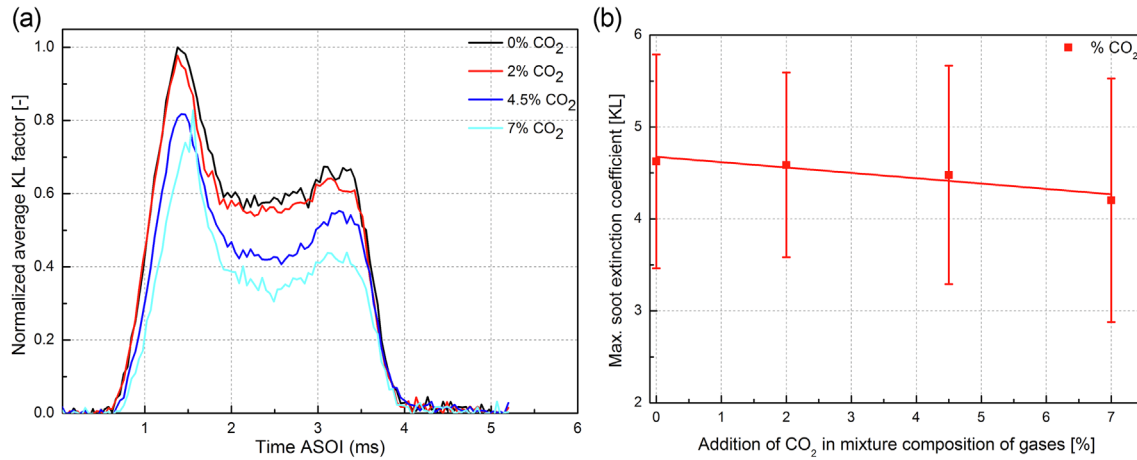 (a)
1.0
0.8
0.6
0.4
0.2
0.0
Normalized average KL factor [-]
0% CO₂
2% CO₂
4.5% CO₂
7% CO₂
1 2 3 4 5 6
Time ASOI (ms)
(b)
6
5
4
3
2
Max. soot extinction coefficient [KL]
% CO₂
0 1 2 3 4 5 6 7
Addition of CO₂ in mixture composition of gases [%]